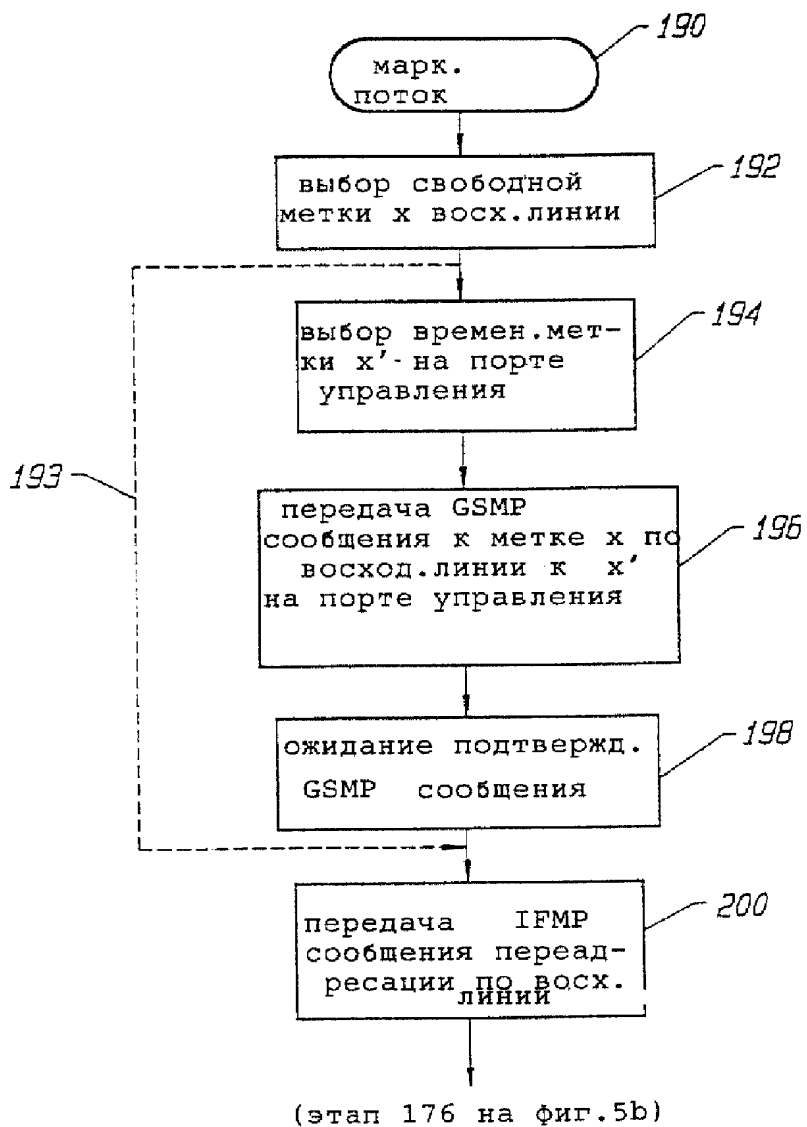 190
марк.
поток
192
выбор свободной
метки x восх.линии
194
выбор времен.мет-
ки x' на порте
управления
193
196
передача GSMP
сообщения к метке x по
восход.линии к x'
на порте управления
198
ожидание подтвержд.
GSMP сообщения
200
передача IFMP
сообщения переад-
ресации по восх.
линии
(этап 176 на фиг.5b)